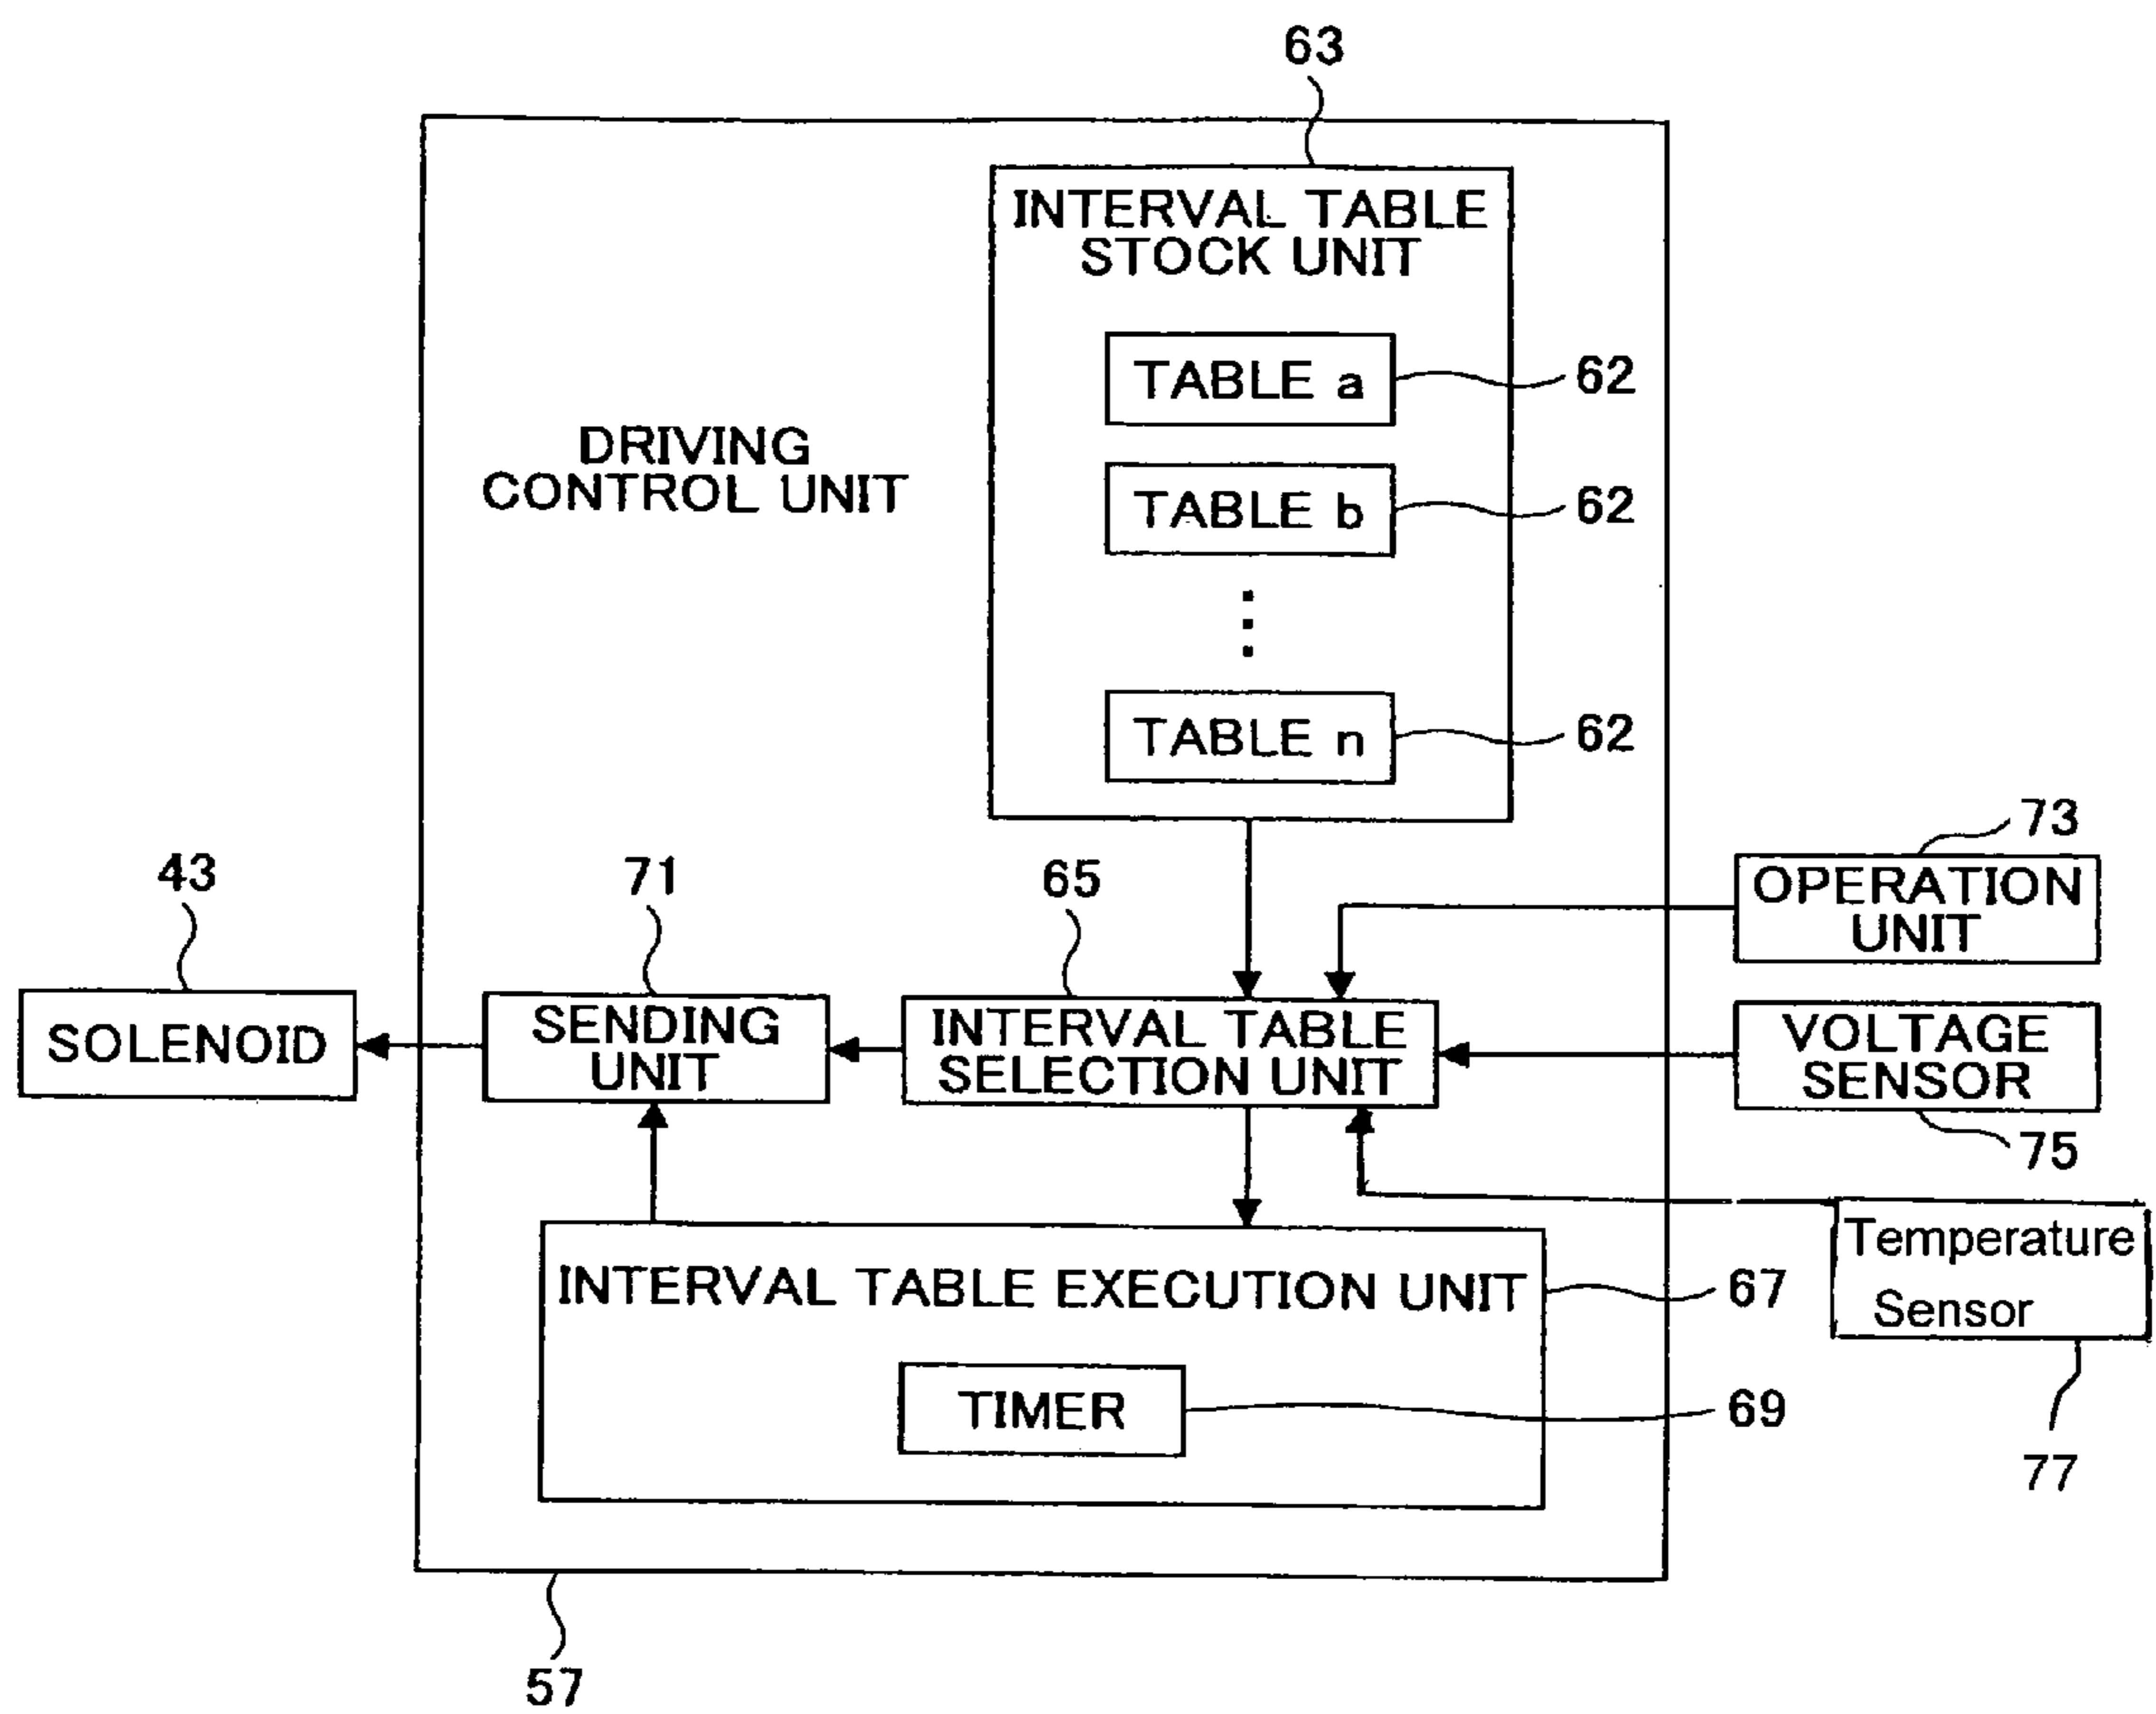 63
INTERVAL TABLE
STOCK UNIT
TABLE a
62
DRIVING
CONTROL UNIT
TABLE b
62
TABLE n
62
73
OPERATION
UNIT
43
71
65
SOLENOID
SENDING
UNIT
INTERVAL TABLE
SELECTION UNIT
VOLTAGE
SENSOR
75
Temperature
Sensor
INTERVAL TABLE EXECUTION UNIT
67
TIMER
69
77
57